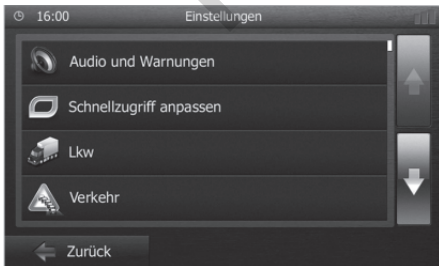 16:00 Einstellungen
Audio und Warnungen
Schnellzugriff anpassen
Lkw
Verkehr
Zurück